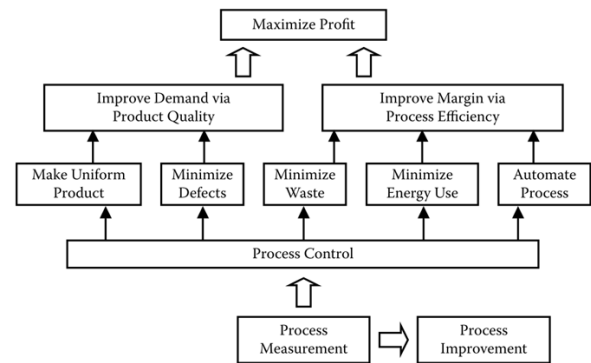 Maximize Profit
Improve Demand via
Product Quality
Improve Margin via
Process Efficiency
Make Uniform
Product
Minimize
Defects
Minimize
Waste
Minimize
Energy Use
Automate
Process
Process Control
Process
Measurement
Process
Improvement